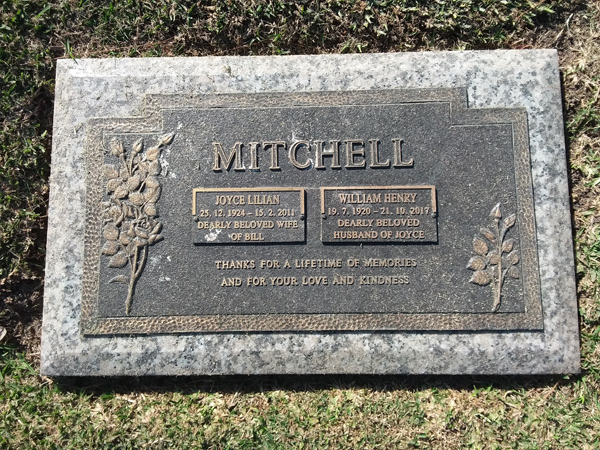 MITCHELL
JOYCE LILIAN
25. 12. 1924 – 15. 2. 2011
DEARLY BELOVED WIFE
OF BILL
WILLIAM HENRY
19. 7. 1920 – 21. 10. 2017
DEARLY BELOVED
HUSBAND OF JOYCE
THANKS FOR A LIFETIME OF MEMORIES
AND FOR YOUR LOVE AND KINDNESS